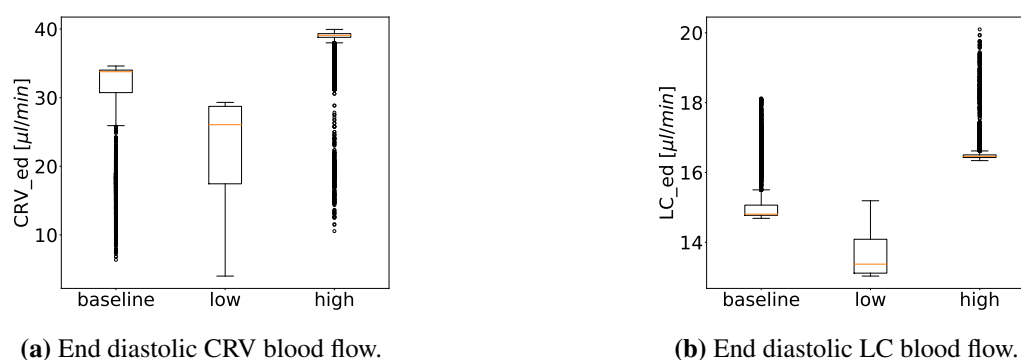 40
30
20
10
CRV_ed [μl/min]
baseline low high
(a) End diastolic CRV blood flow.
20
18
16
14
LC_ed [μl/min]
baseline low high
(b) End diastolic LC blood flow.